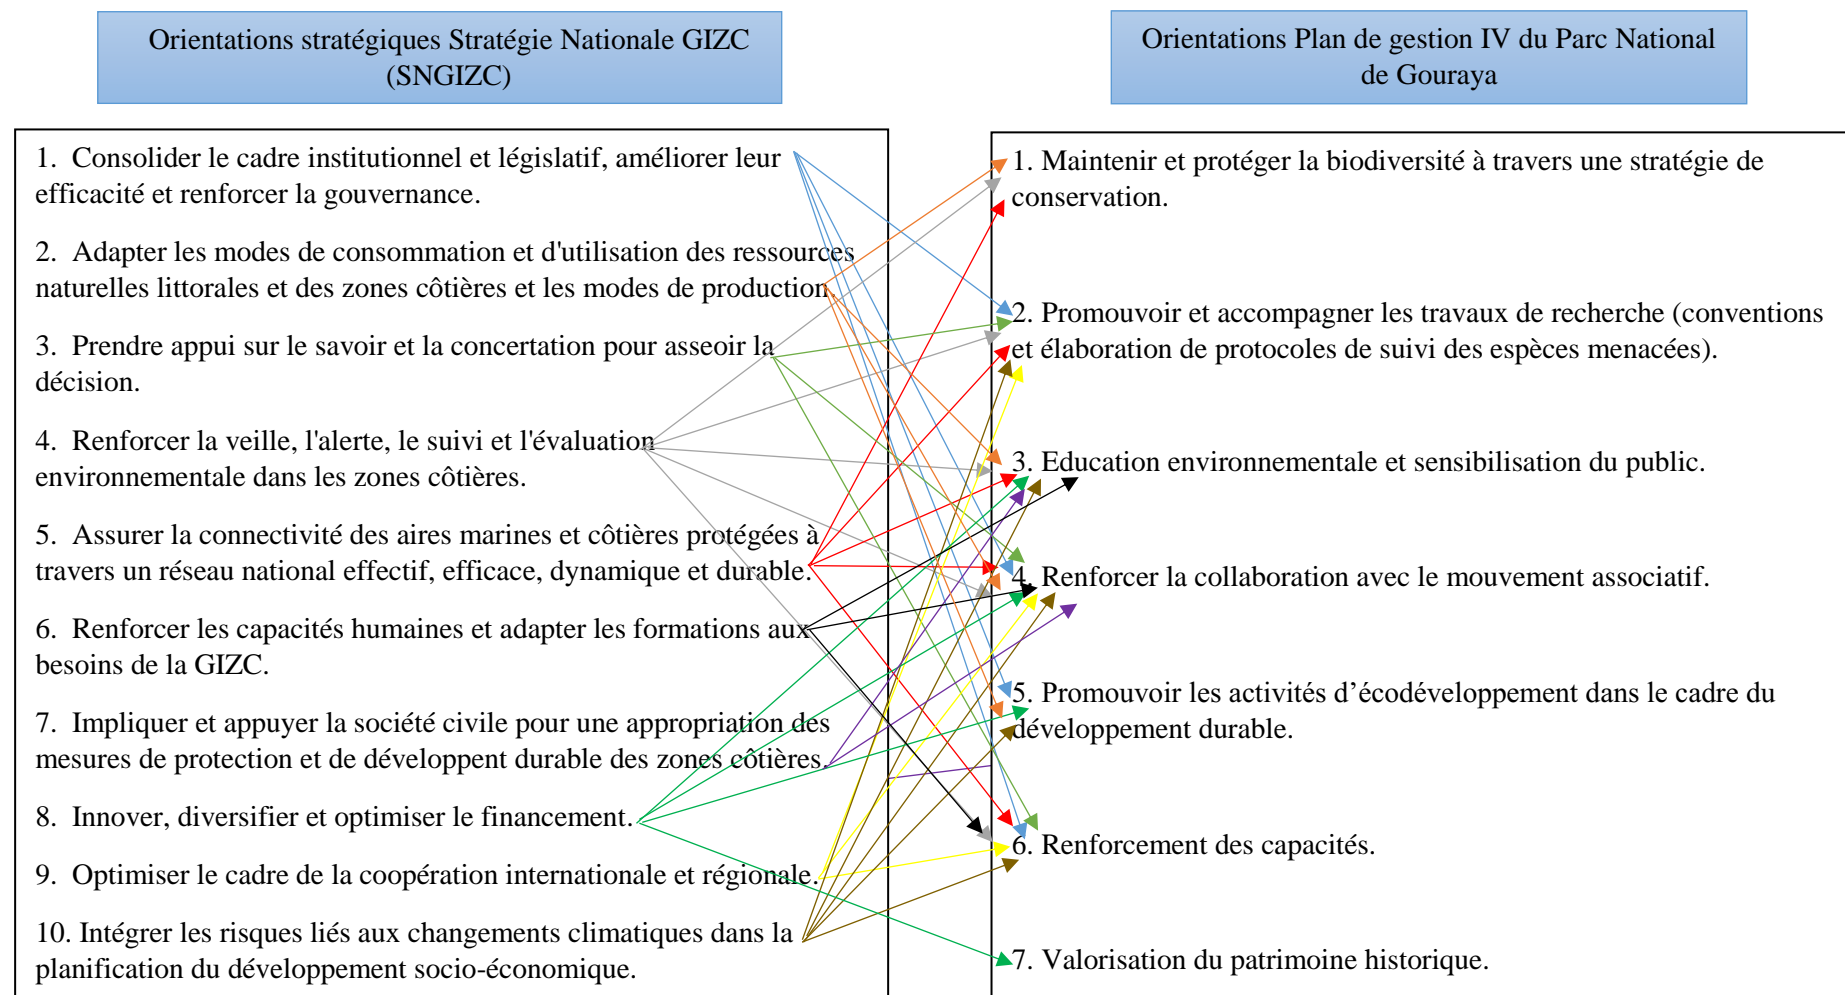 Orientations stratégiques Stratégie Nationale GIZC
(SNGIZC)
Orientations Plan de gestion IV du Parc National
de Gouraya
1. Consolider le cadre institutionnel et législatif, améliorer leur
efficacité et renforcer la gouvernance.
2. Adapter les modes de consommation et d'utilisation des ressources
naturelles littorales et des zones côtières et les modes de production.
3. Prendre appui sur le savoir et la concertation pour asseoir la
décision.
4. Renforcer la veille, l'alerte, le suivi et l'évaluation
environnementale dans les zones côtières.
5. Assurer la connectivité des aires marines et côtières protégées à
travers un réseau national effectif, efficace, dynamique et durable.
6. Renforcer les capacités humaines et adapter les formations aux
besoins de la GIZC.
7. Impliquer et appuyer la société civile pour une appropriation des
mesures de protection et de développent durable des zones côtières.
8. Innover, diversifier et optimiser le financement.
9. Optimiser le cadre de la coopération internationale et régionale.
10. Intégrer les risques liés aux changements climatiques dans la
planification du développement socio-économique.
1. Maintenir et protéger la biodiversité à travers une stratégie de
conservation.
2. Promouvoir et accompagner les travaux de recherche (conventions
et élaboration de protocoles de suivi des espèces menacées).
3. Education environnementale et sensibilisation du public.
4. Renforcer la collaboration avec le mouvement associatif.
5. Promouvoir les activités d’écodéveloppement dans le cadre du
développement durable.
6. Renforcement des capacités.
7. Valorisation du patrimoine historique.